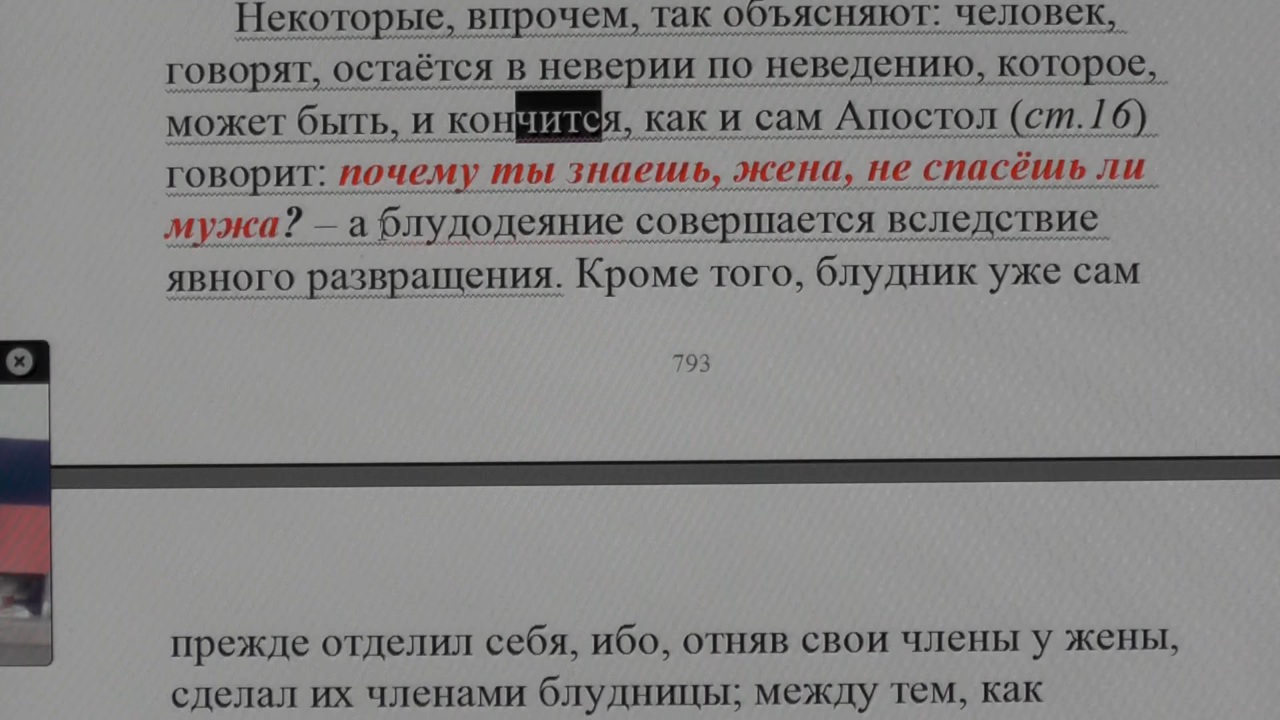 Некоторые, впрочем, так объясняют: человек,
говорят, остаётся в неверии по неведению, которое,
может быть, и кончится, как и сам Апостол (ст.16)
говорит: почему ты знаешь, жена, не спасёшь ли
мужа? – а блудодеяние совершается вследствие
явного развращения. Кроме того, блудник уже сам
793
прежде отделил себя, ибо, отняв свои члены у жены,
сделал их членами блудницы; между тем, как